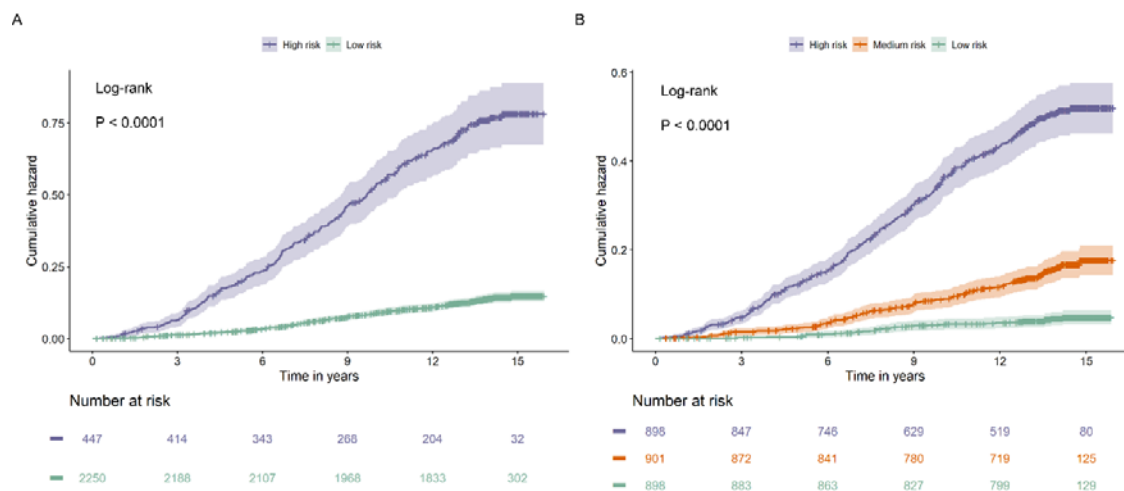 A
High risk Low risk
Log-rank
P < 0.0001
Cumulative hazard
0.75
0.50
0.25
0.00
0 3 6 9 12 15
Time in years
Number at risk
447 414 343 268 204 32
2250 2188 2107 1968 1833 302
B
High risk Medium risk Low risk
Log-rank
P < 0.0001
Cumulative hazard
0.6
0.4
0.2
0.0
0 3 6 9 12 15
Time in years
Number at risk
898 847 746 629 519 80
901 872 841 780 719 125
898 883 863 827 799 129